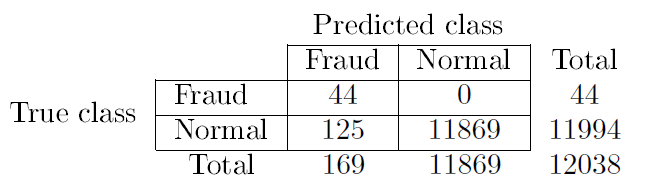 Predicted class
Fraud Normal Total
True class Fraud 44 0 44
Normal 125 11869 11994
Total 169 11869 12038